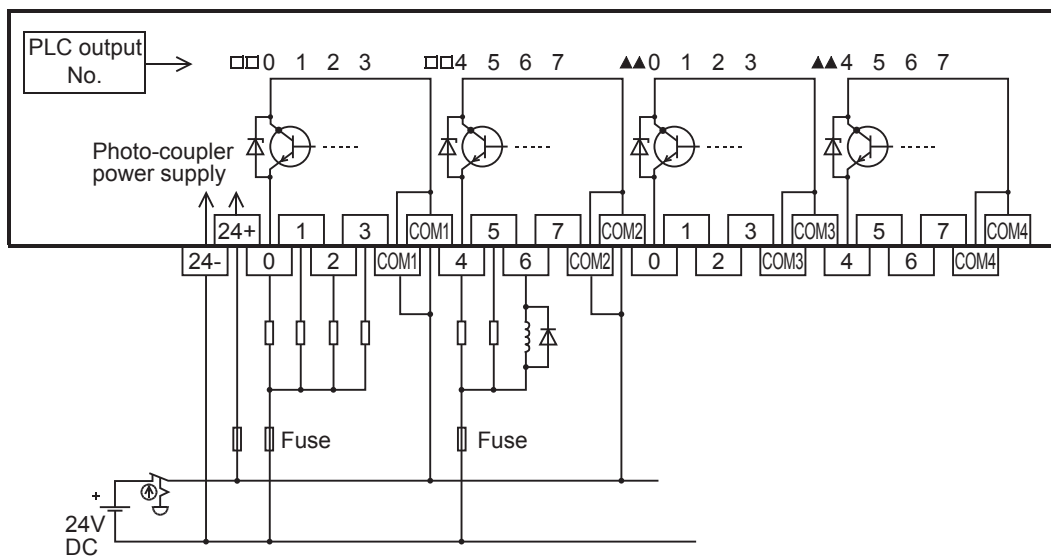 PLC output
No.
□□0 1 2 3 □□4 5 6 7 ▲▲0 1 2 3 ▲▲4 5 6 7
Photo-coupler
power supply
24+ 1 3 COM1 5 7 COM2 1 3 COM3 5 7 COM4
24- 0 2 COM1 4 6 COM2 0 2 COM3 4 6 COM4
Fuse Fuse
+
24V
DC